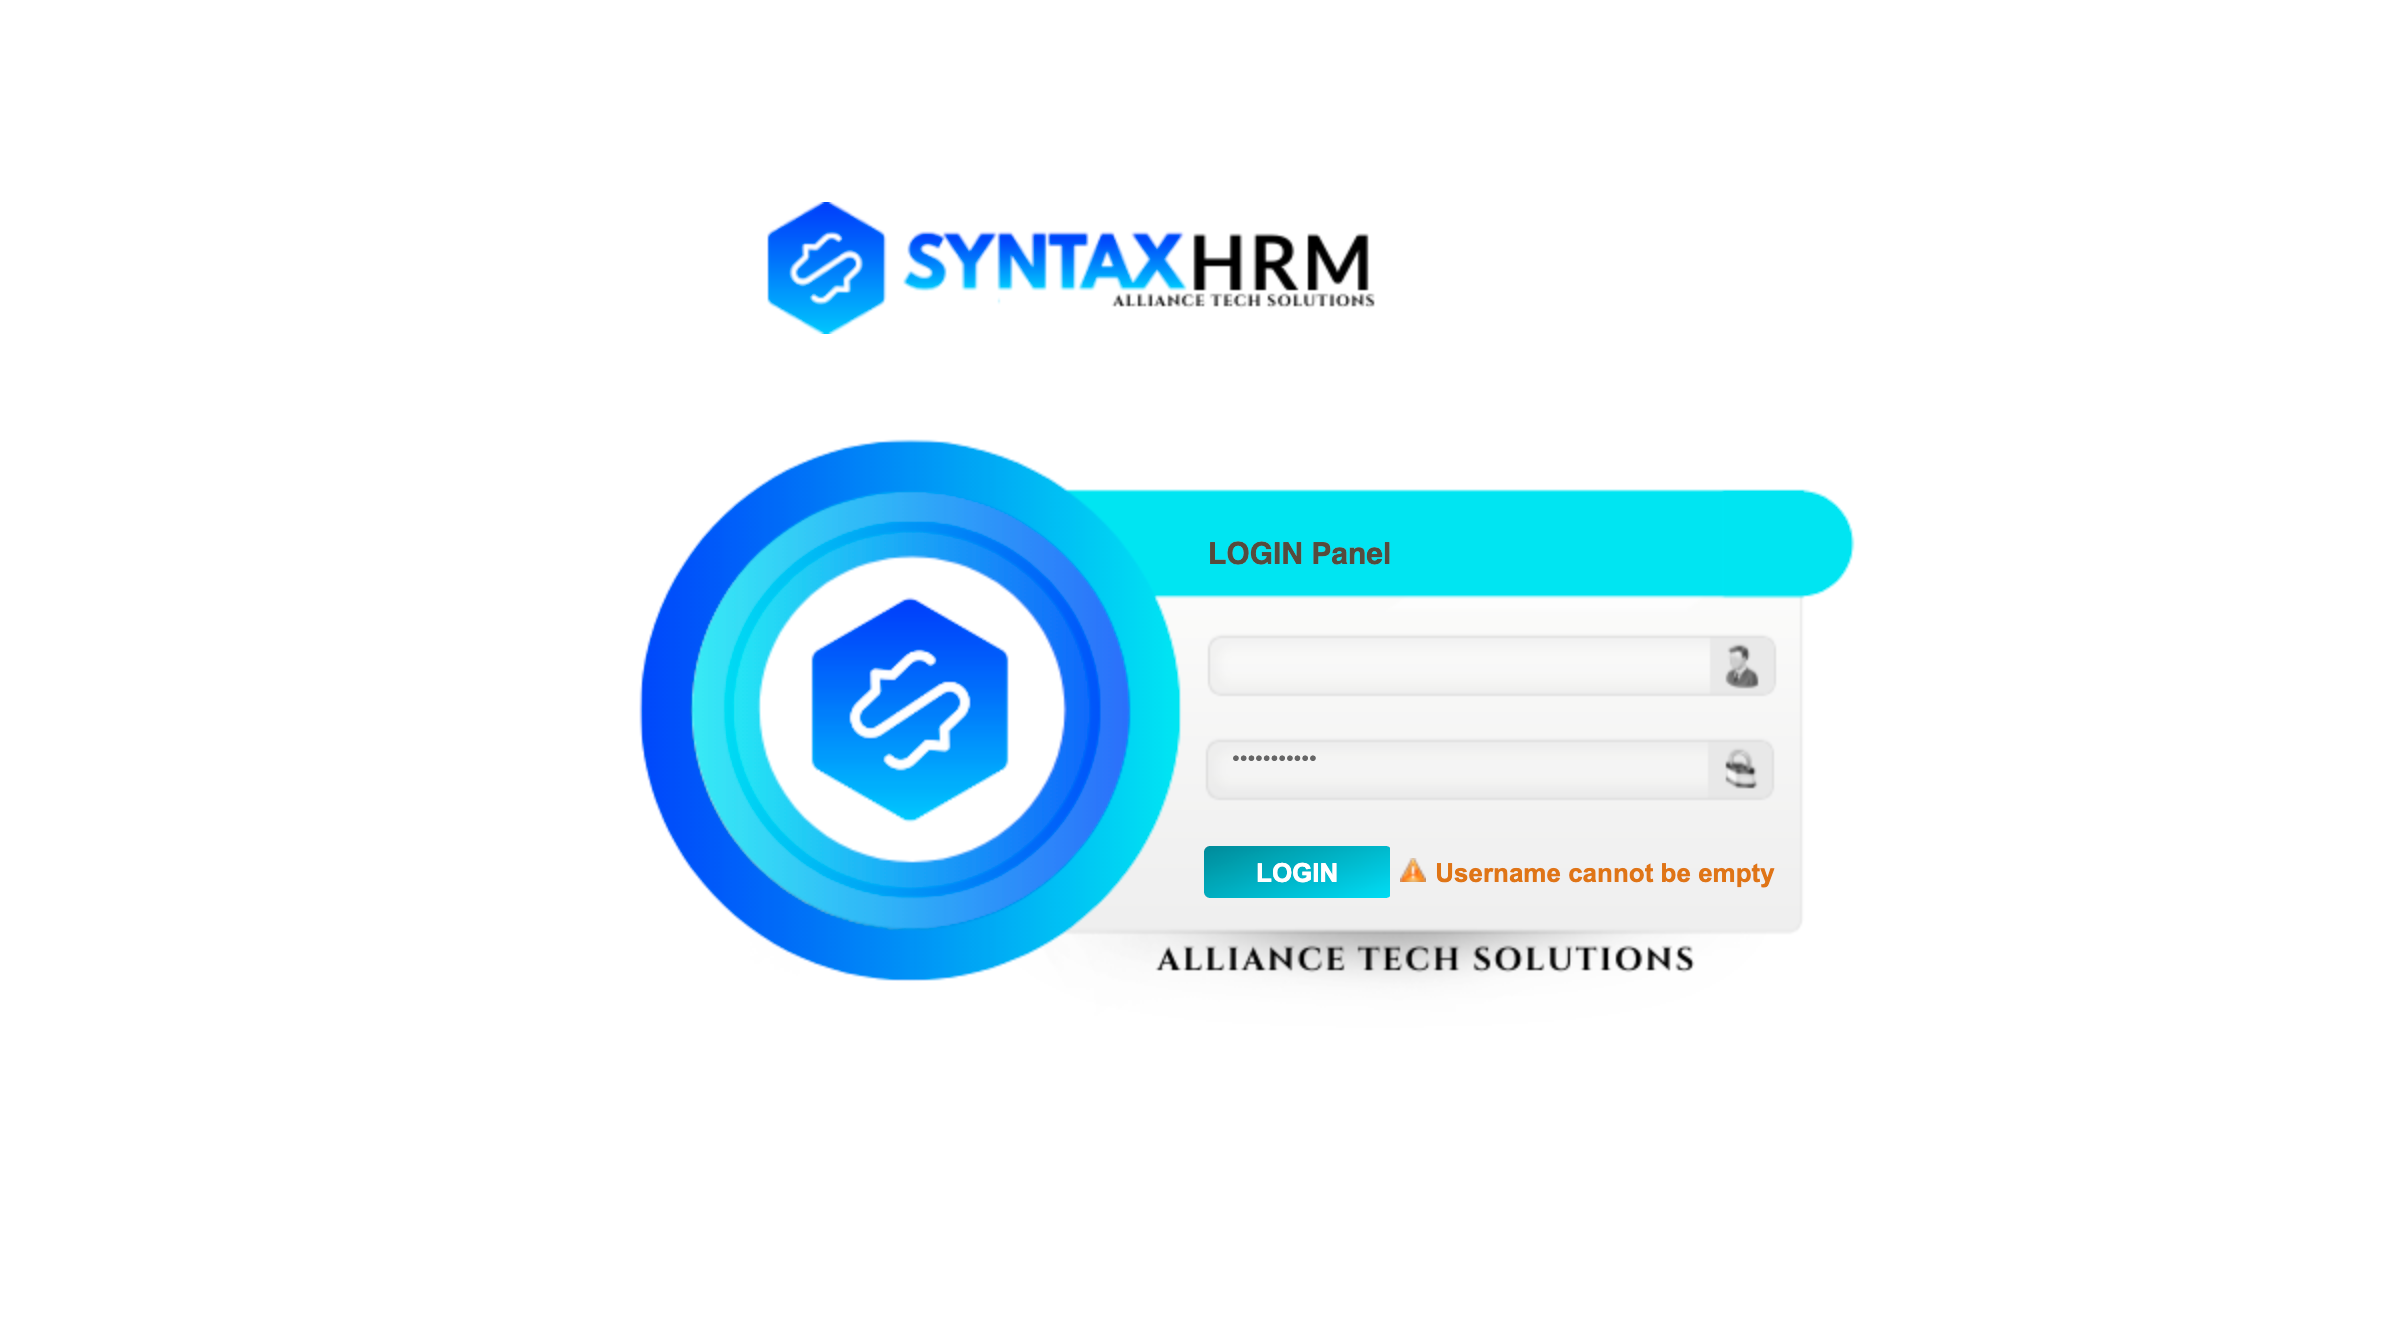 SYNTAXHRM
ALLIANCE TECH SOLUTIONS
LOGIN Panel
•••••••••••
LOGIN
Username cannot be empty
ALLIANCE TECH SOLUTIONS